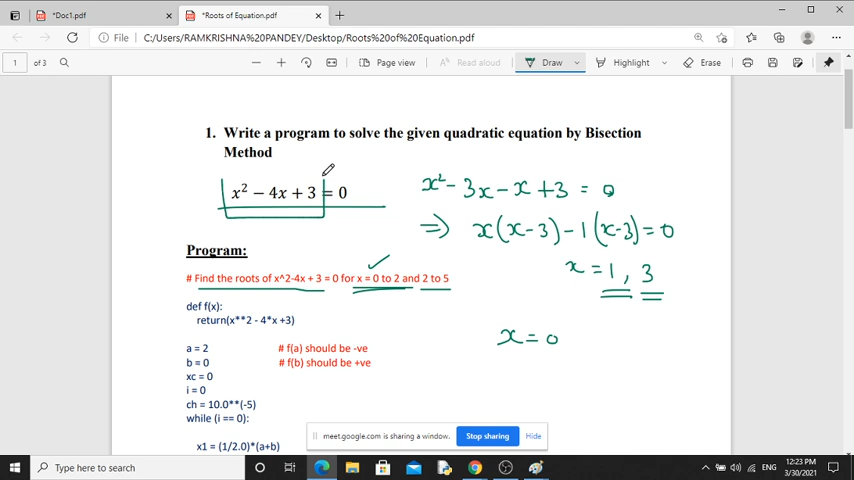 *Doc1.pdf
*Roots of Equation.pdf
File
C:/Users/RAMKRISHNA%20PANDEY/Desktop/Roots%20of%20Equation.pdf
1 of 3
Page view
Read aloud
Draw
Highlight
Erase
1. Write a program to solve the given quadratic equation by Bisection
Method
x² − 4x + 3 = 0
x² - 3x - x + 3 = 0
⇒ x(x-3) - 1(x-3) = 0
x = 1, 3
x = 0
Program:
# Find the roots of x^2-4x + 3 = 0 for x = 0 to 2 and 2 to 5
def f(x):
return(x**2 - 4*x +3)
a = 2 # f(a) should be -ve
b = 0 # f(b) should be +ve
xc = 0
i = 0
ch = 10.0**(-5)
while (i == 0):
x1 = (1/2.0)*(a+b)
meet.google.com is sharing a window.
Stop sharing
Hide
Type here to search
ENG
12:23 PM
3/30/2021